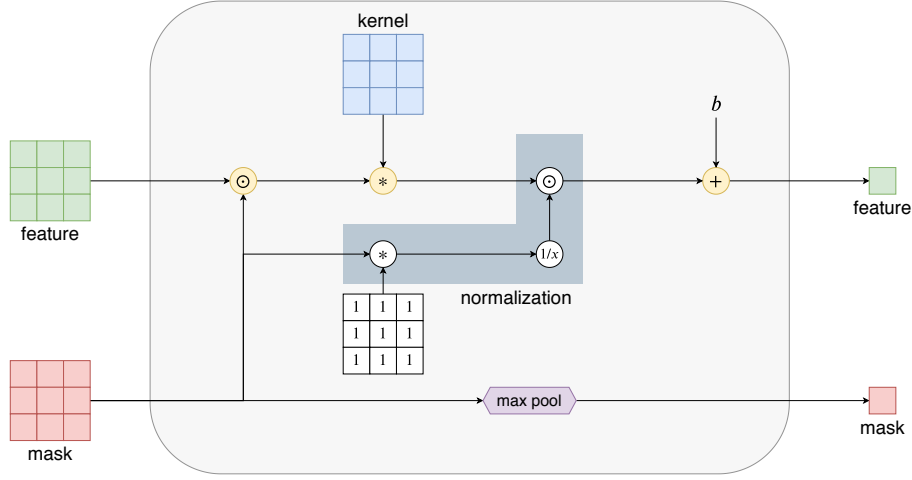 kernel
b
feature
⊙
*
⊙
+
feature
*
1/x
normalization
1 1 1
1 1 1
1 1 1
max pool
mask
mask